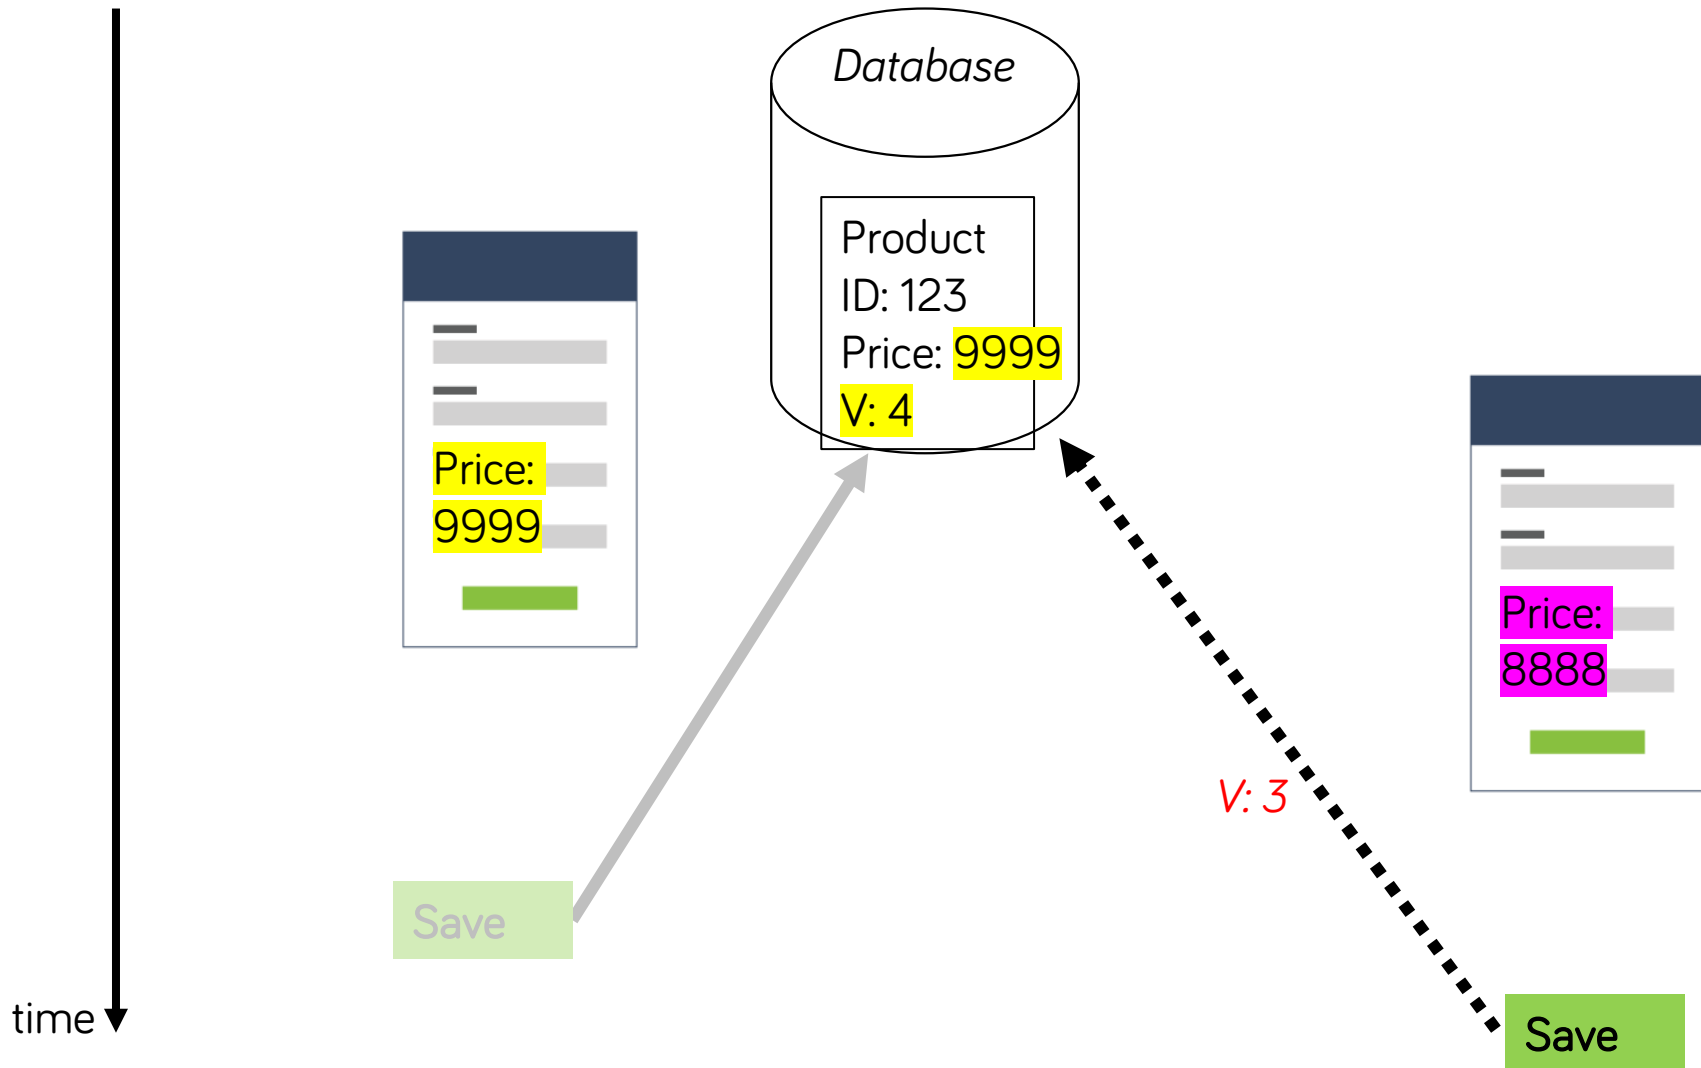 Database
Product
ID: 123
Price: 9999
V: 4
Price:
9999
Price:
8888
V: 3
Save
time
Save